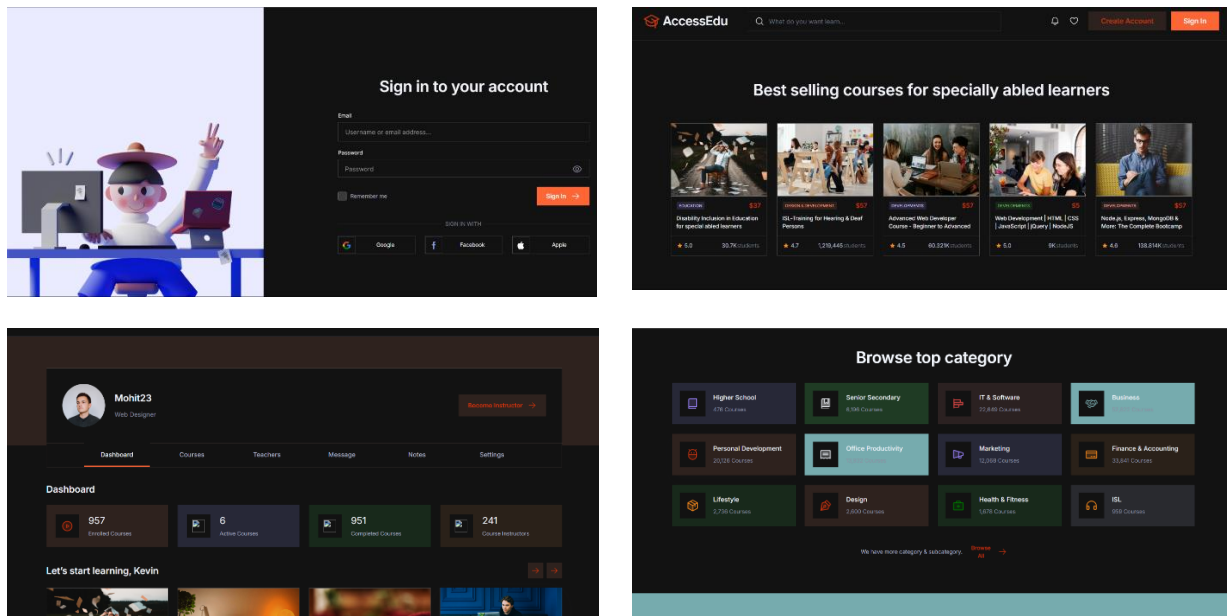 Sign in to your account
Email
Username or email address...
Password
Password
Remember me
Sign In
SIGN IN WITH
Google
Facebook
Apple
AccessEdu
What do you want learn...
Create Account
Sign In
Best selling courses for specially abled learners
EDUCATION $37
Disability Inclusion in Education
for special abled learners
5.0 30.7K students
DESIGN & DEVELOPMENT $57
ISL-Training for Hearing & Deaf
Persons
4.7 1,219,445 students
DEVELOPMENTS $57
Advanced Web Developer
Course - Beginner to Advanced
4.5 60.321K students
DEVELOPMENTS $5
Web Development | HTML | CSS
| JavaScript | jQuery | NodeJS
5.0 9K students
DEVELOPMENTS $57
Node.js, Express, MongoDB &
More: The Complete Bootcamp
4.6 138.814K students
Mohit23
Web Designer
Become Instructor
Dashboard Courses Teachers Message Notes Settings
Dashboard
957
Enrolled Courses
6
Active Courses
951
Completed Courses
241
Course Instructors
Let's start learning, Kevin
Browse top category
Higher School
476 Courses
Senior Secondary
8,196 Courses
IT & Software
22,649 Courses
Business
Personal Development
20,126 Courses
Office Productivity
Marketing
12,068 Courses
Finance & Accounting
33,841 Courses
Lifestyle
2,736 Courses
Design
2,600 Courses
Health & Fitness
1,678 Courses
ISL
959 Courses
We have more category & subcategory.
Browse
All